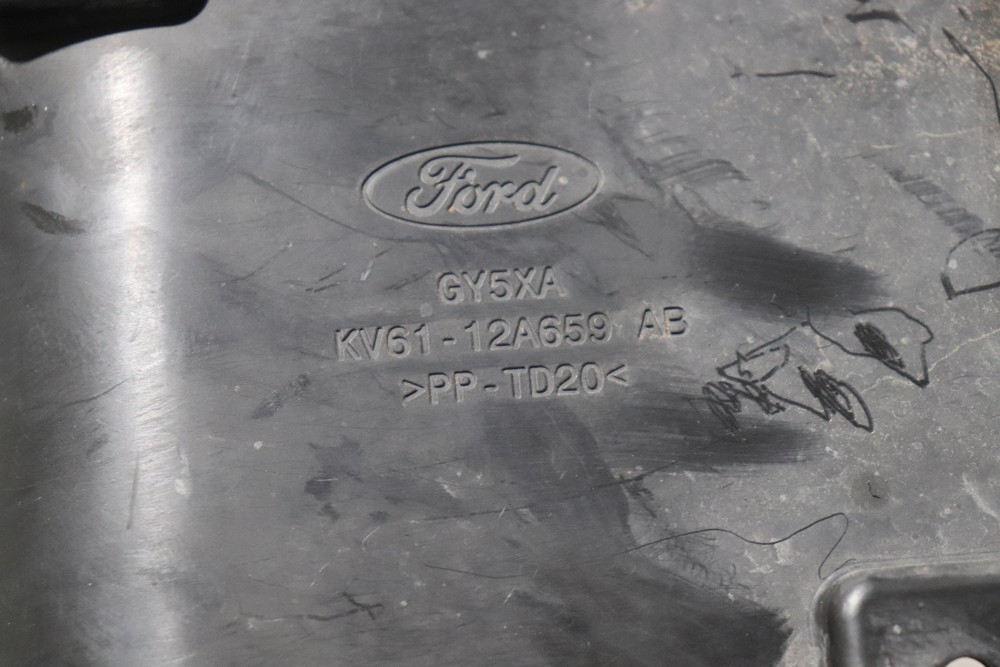 Ford
GY5XA
KV61-12A659 AB
>PP-TD20<